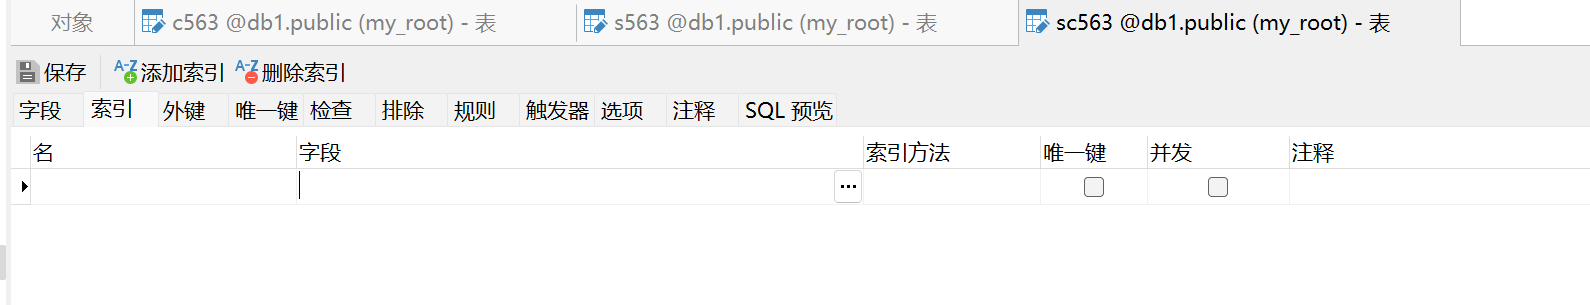 对象 c563 @db1.public (my_root) - 表 s563 @db1.public (my_root) - 表 sc563 @db1.public (my_root) - 表
保存 A-Z 添加索引 A-Z 删除索引
字段 索引 外键 唯一键 检查 排除 规则 触发器 选项 注释 SQL 预览
名 字段 索引方法 唯一键 并发 注释